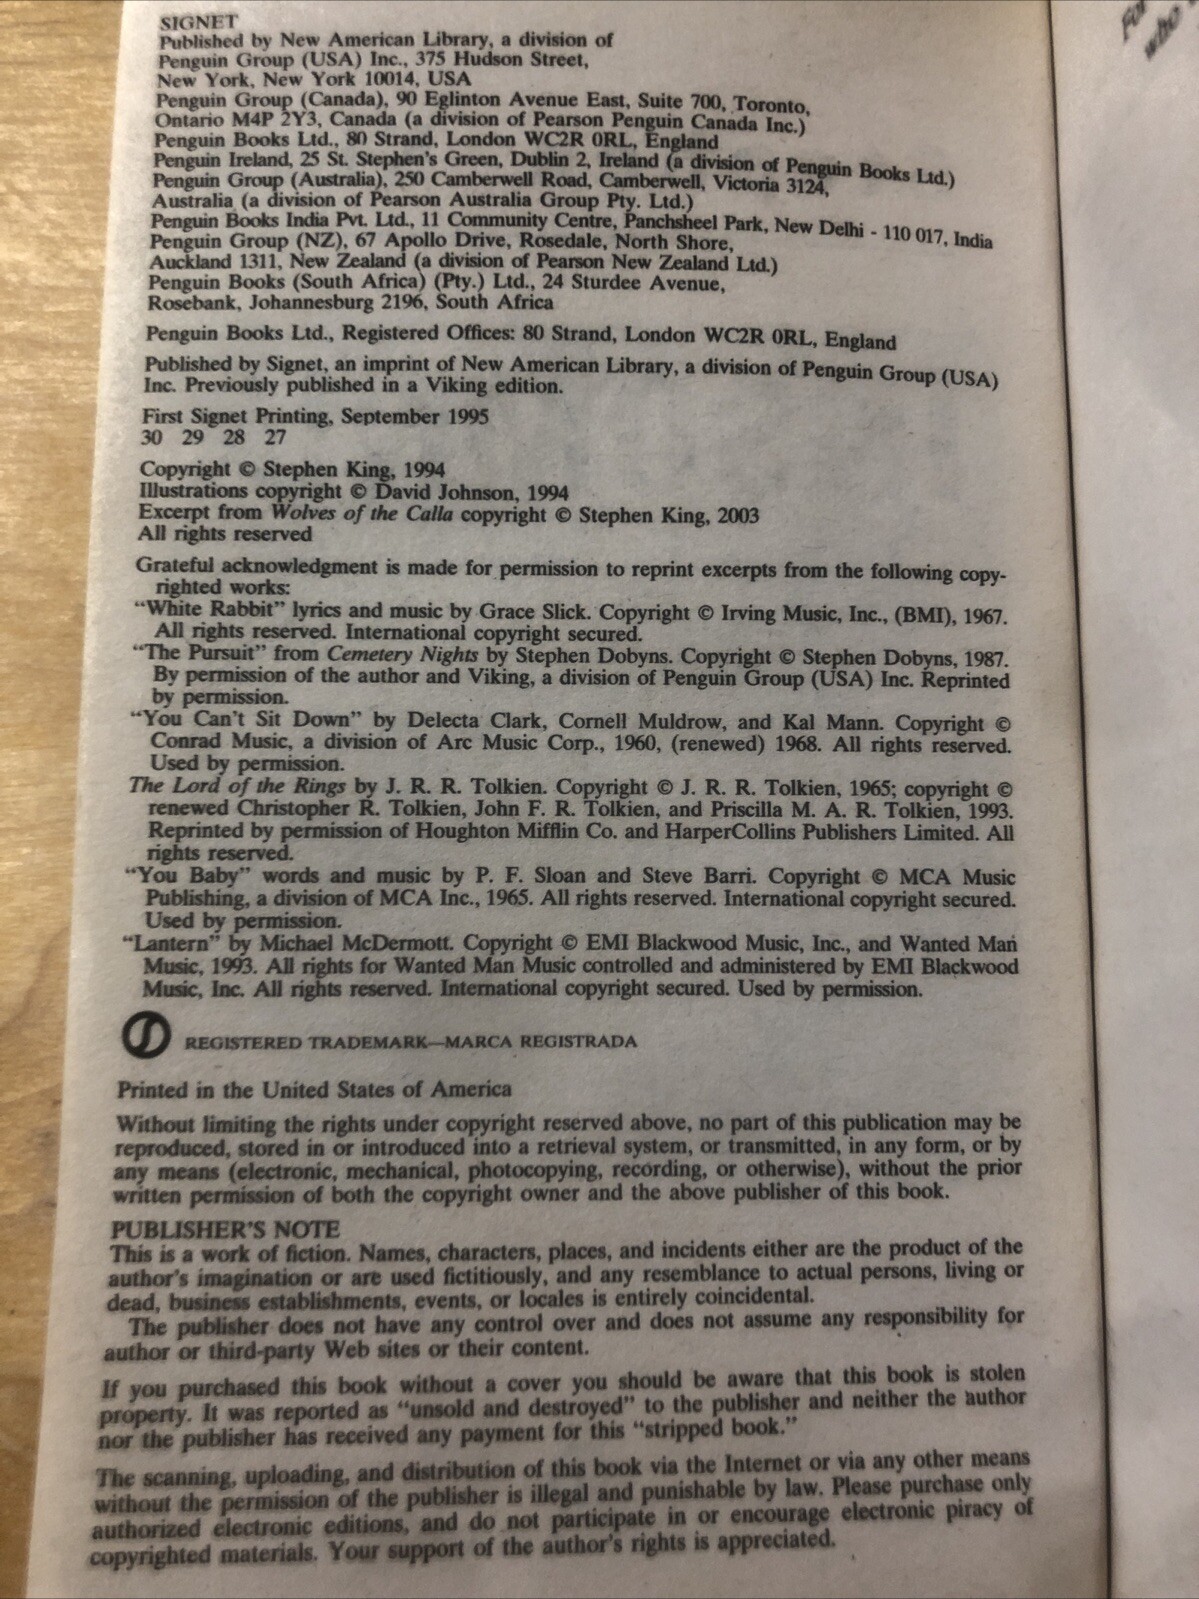 SIGNET
Published by New American Library, a division of
Penguin Group (USA) Inc., 375 Hudson Street,
New York, New York 10014, USA
Penguin Group (Canada), 90 Eglinton Avenue East, Suite 700, Toronto,
Ontario M4P 2Y3, Canada (a division of Pearson Penguin Canada Inc.)
Penguin Books Ltd., 80 Strand, London WC2R 0RL, England
Penguin Ireland, 25 St. Stephen's Green, Dublin 2, Ireland (a division of Penguin Books Ltd.)
Penguin Group (Australia), 250 Camberwell Road, Camberwell, Victoria 3124,
Australia (a division of Pearson Australia Group Pty. Ltd.)
Penguin Books India Pvt. Ltd., 11 Community Centre, Panchsheel Park, New Delhi - 110 017, India
Penguin Group (NZ), 67 Apollo Drive, Rosedale, North Shore,
Auckland 1311, New Zealand (a division of Pearson New Zealand Ltd.)
Penguin Books (South Africa) (Pty.) Ltd., 24 Sturdee Avenue,
Rosebank, Johannesburg 2196, South Africa
Penguin Books Ltd., Registered Offices: 80 Strand, London WC2R 0RL, England
Published by Signet, an imprint of New American Library, a division of Penguin Group (USA)
Inc. Previously published in a Viking edition.
First Signet Printing, September 1995
30 29 28 27
Copyright © Stephen King, 1994
Illustrations copyright © David Johnson, 1994
Excerpt from Wolves of the Calla copyright © Stephen King, 2003
All rights reserved
Grateful acknowledgment is made for permission to reprint excerpts from the following copy-
righted works:
“White Rabbit” lyrics and music by Grace Slick. Copyright © Irving Music, Inc., (BMI), 1967.
All rights reserved. International copyright secured.
“The Pursuit” from Cemetery Nights by Stephen Dobyns. Copyright © Stephen Dobyns, 1987.
By permission of the author and Viking, a division of Penguin Group (USA) Inc. Reprinted
by permission.
“You Can't Sit Down” by Delecta Clark, Cornell Muldrow, and Kal Mann. Copyright ©
Conrad Music, a division of Arc Music Corp., 1960, (renewed) 1968. All rights reserved.
Used by permission.
The Lord of the Rings by J. R. R. Tolkien. Copyright © J. R. R. Tolkien, 1965; copyright ©
renewed Christopher R. Tolkien, John F. R. Tolkien, and Priscilla M. A. R. Tolkien, 1993.
Reprinted by permission of Houghton Mifflin Co. and HarperCollins Publishers Limited. All
rights reserved.
“You Baby” words and music by P. F. Sloan and Steve Barri. Copyright © MCA Music
Publishing, a division of MCA Inc., 1965. All rights reserved. International copyright secured.
Used by permission.
“Lantern” by Michael McDermott. Copyright © EMI Blackwood Music, Inc., and Wanted Man
Music, 1993. All rights for Wanted Man Music controlled and administered by EMI Blackwood
Music, Inc. All rights reserved. International copyright secured. Used by permission.
REGISTERED TRADEMARK—MARCA REGISTRADA
Printed in the United States of America
Without limiting the rights under copyright reserved above, no part of this publication may be
reproduced, stored in or introduced into a retrieval system, or transmitted, in any form, or by
any means (electronic, mechanical, photocopying, recording, or otherwise), without the prior
written permission of both the copyright owner and the above publisher of this book.
PUBLISHER'S NOTE
This is a work of fiction. Names, characters, places, and incidents either are the product of the
author's imagination or are used fictitiously, and any resemblance to actual persons, living or
dead, business establishments, events, or locales is entirely coincidental.
The publisher does not have any control over and does not assume any responsibility for
author or third-party Web sites or their content.
If you purchased this book without a cover you should be aware that this book is stolen
property. It was reported as “unsold and destroyed” to the publisher and neither the author
nor the publisher has received any payment for this “stripped book.”
The scanning, uploading, and distribution of this book via the Internet or via any other means
without the permission of the publisher is illegal and punishable by law. Please purchase only
authorized electronic editions, and do not participate in or encourage electronic piracy of
copyrighted materials. Your support of the author's rights is appreciated.
For
who